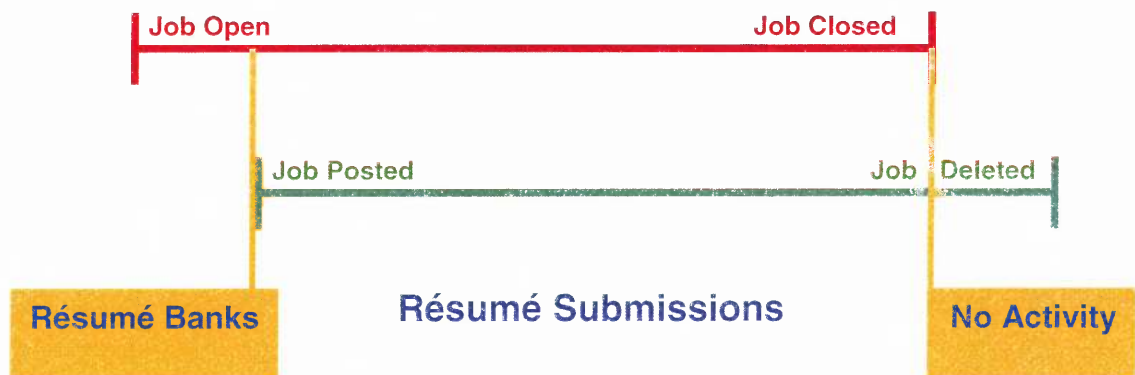 Job Open Job Closed
Job Posted Job Deleted
Résumé Banks Résumé Submissions No Activity